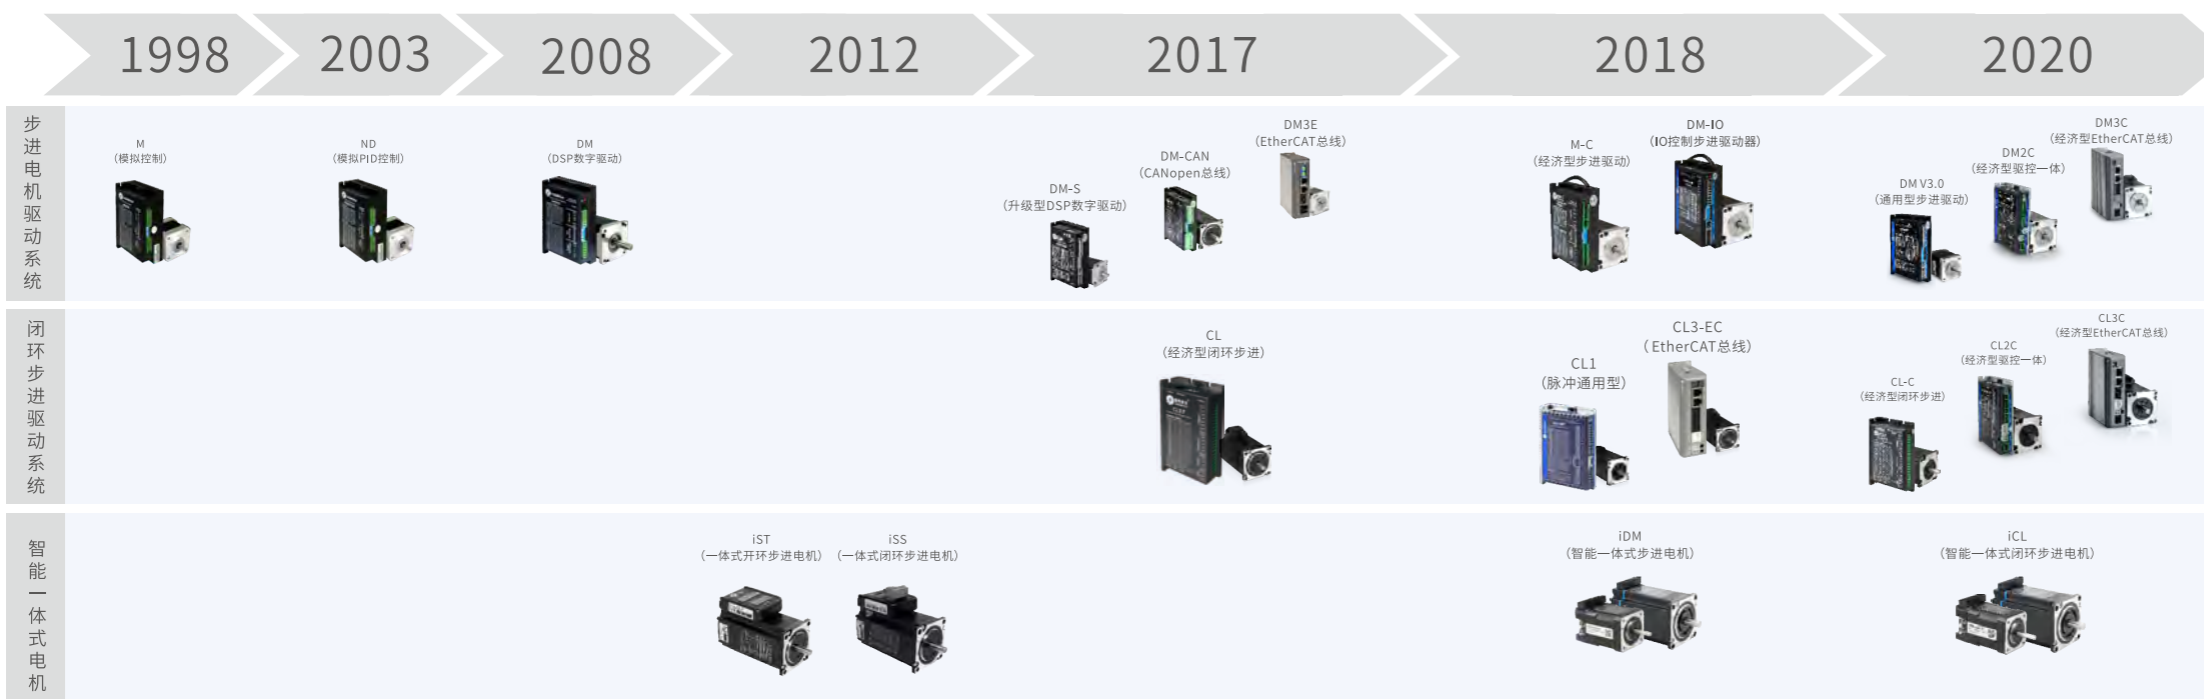 1998
2003
2008
2012
2017
2018
2020
步进电机驱动系统
M
（模拟控制）
ND
（模拟PID控制）
DM
（DSP数字驱动）
DM-S
（升级型DSP数字驱动）
DM-CAN
（CANopen总线）
DM3E
（EtherCAT总线）
M-C
（经济型步进驱动）
DM-IO
（IO控制步进驱动器）
DM V3.0
（通用型步进驱动）
DM2C
（经济型驱控一体）
DM3C
（经济型EtherCAT总线）
闭环步进驱动系统
CL
（经济型闭环步进）
CL1
（脉冲通用型）
CL3-EC
（ EtherCAT总线）
CL-C
（经济型闭环步进）
CL2C
（经济型驱控一体）
CL3C
（经济型EtherCAT总线）
智能一体式电机
iST
（一体式开环步进电机）
iSS
（一体式闭环步进电机）
iDM
（智能一体式步进电机）
iCL
（智能一体式闭环步进电机）